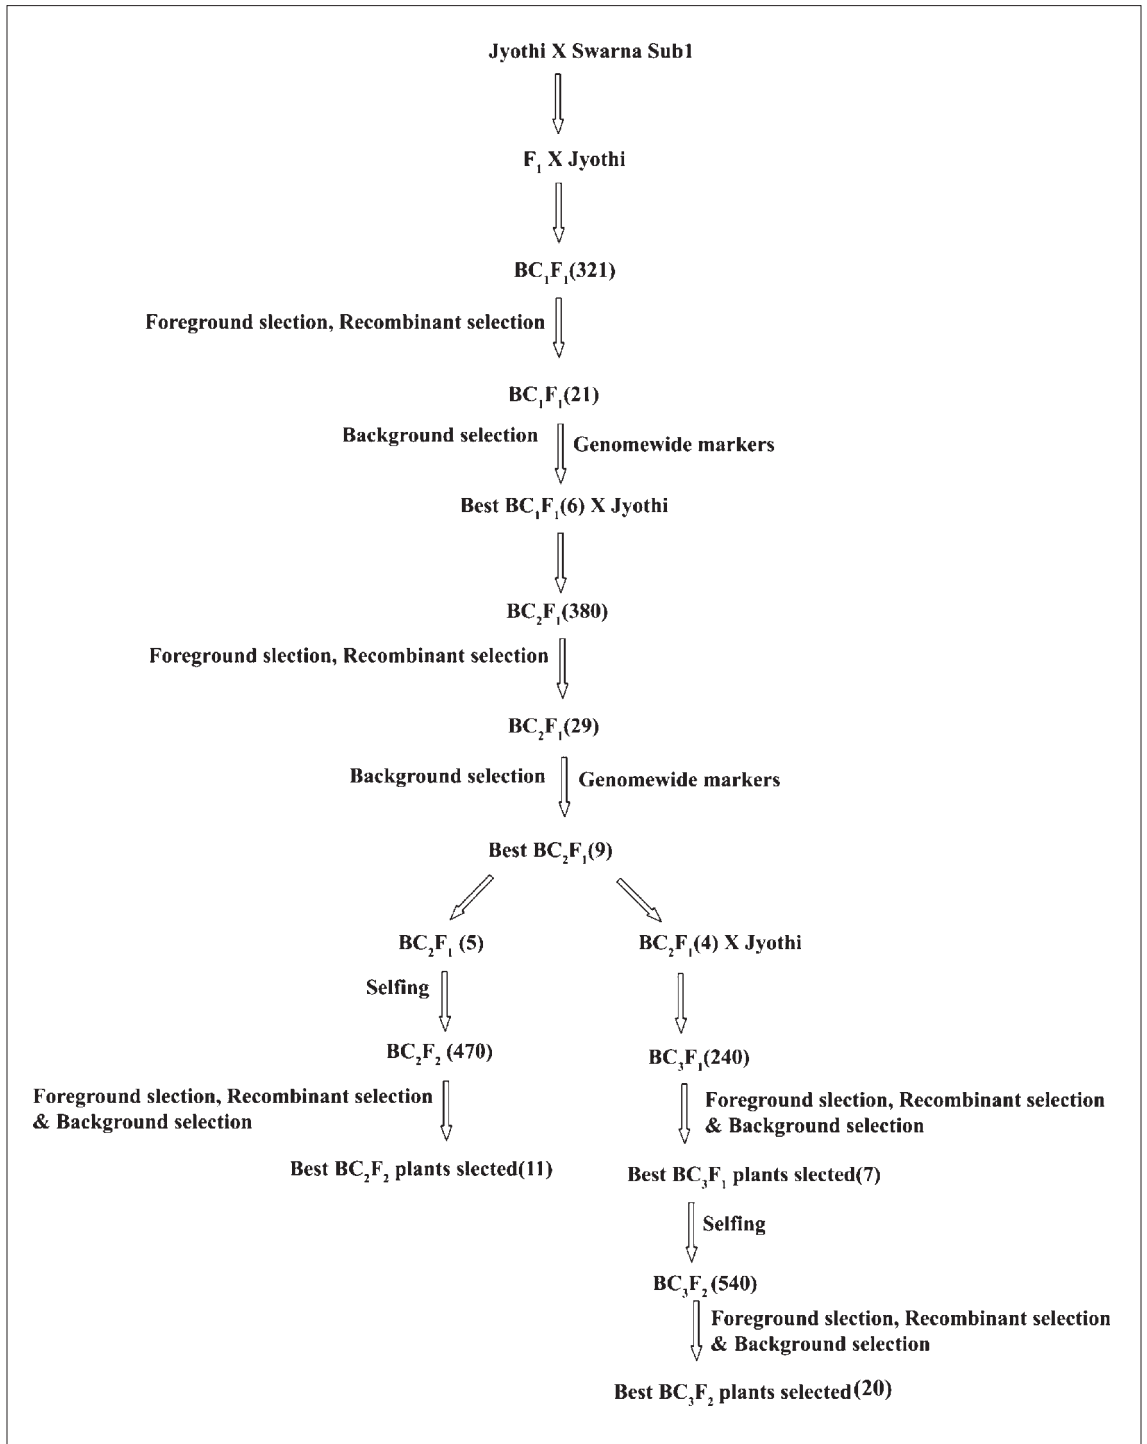 Jyothi X Swarna Sub1
F₁ X Jyothi
BC₁F₁(321)
Foreground slection, Recombinant selection
BC₁F₁(21)
Background selection
Genomewide markers
Best BC₁F₁(6) X Jyothi
BC₂F₁(380)
Foreground slection, Recombinant selection
BC₂F₁(29)
Background selection
Genomewide markers
Best BC₂F₁(9)
BC₂F₁ (5)
Selfing
BC₂F₂ (470)
Foreground slection, Recombinant selection
& Background selection
Best BC₂F₂ plants slected(11)
BC₂F₁(4) X Jyothi
BC₃F₁(240)
Foreground slection, Recombinant selection
& Background selection
Best BC₃F₁ plants slected(7)
Selfing
BC₃F₂ (540)
Foreground slection, Recombinant selection
& Background selection
Best BC₃F₂ plants selected(20)